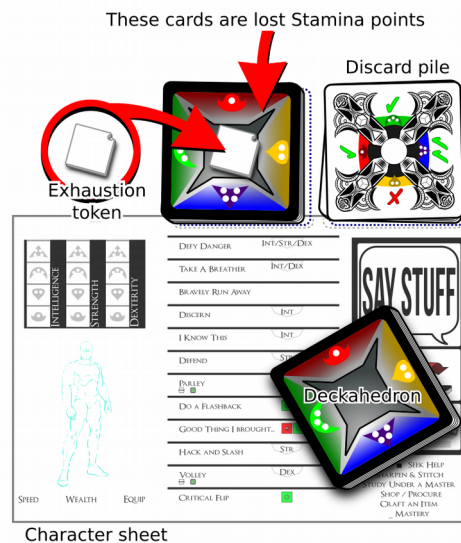 These cards are lost Stamina points
Discard pile
Exhaustion
token
INTELLIGENCE
STRENGTH
DEXTERITY
DEFY DANGER INT/STR/DEX
TAKE A BREATHER INT/DEX
BRAVELY RUN AWAY
DISCERN INT
I KNOW THIS INT
DEFEND STR
PARLEY
DO A FLASHBACK
GOOD THING I BROUGHT...
HACK AND SLASH STR
VOLLEY DEX
CRITICAL FLIP
SAY STUFF
Deckahedron
SEEK HELP
SHARPEN & STITCH
STUDY UNDER A MASTER
SHOP / PROCURE
CRAFT AN ITEM
_ MASTERY
SPEED WEALTH EQUIP
Character sheet